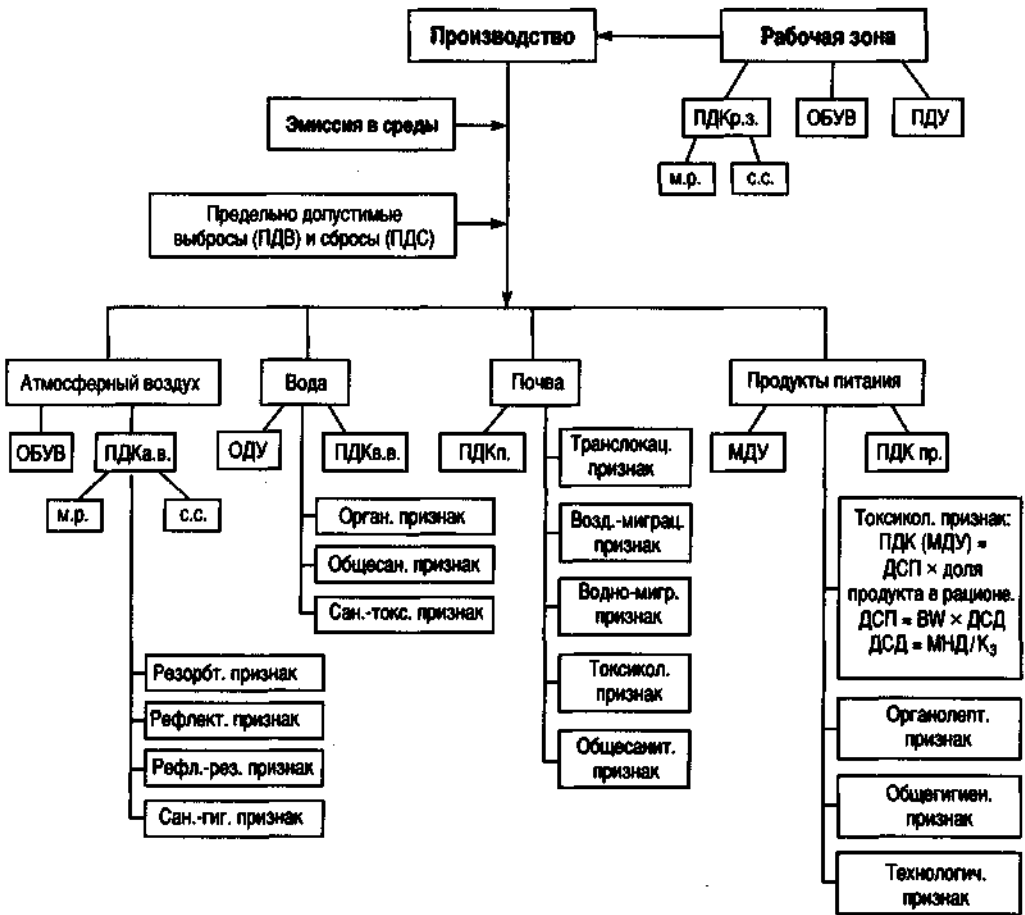 Производство
Рабочая зона
Эмиссия в среды
ПДКр.з.
ОБУВ
ПДУ
м.р.
с.с.
Предельно допустимые
выбросы (ПДВ) и сбросы (ПДС)
Атмосферный воздух
Вода
Почва
Продукты питания
ОБУВ
ПДКа.в.
ОДУ
ПДКв.в.
ПДКп.
МДУ
ПДК пр.
м.р.
с.с.
Орган. признак
Общесан. признак
Сан.-токс. признак
Резорбт. признак
Рефлект. признак
Рефл.-рез. признак
Сан.-гиг. признак
Транслокац.
признак
Возд.-миграц.
признак
Водно-мигр.
признак
Токсикол.
признак
Общесанит.
признак
Токсикол. признак:
ПДК (МДУ) =
ДСП × доля
продукта в рационе.
ДСП = BW × ДСД
ДСД = МНД/Kз
Органолепт.
признак
Общегигиен.
признак
Технологич.
признак